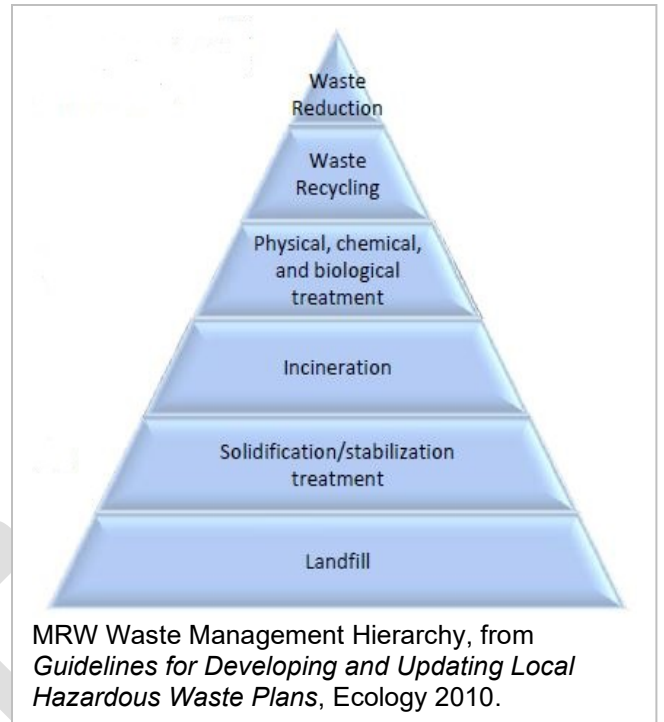 Waste
Reduction
Waste
Recycling
Physical, chemical,
and biological
treatment
Incineration
Solidification/stabilization
treatment
Landfill
MRW Waste Management Hierarchy, from
Guidelines for Developing and Updating Local
Hazardous Waste Plans, Ecology 2010.